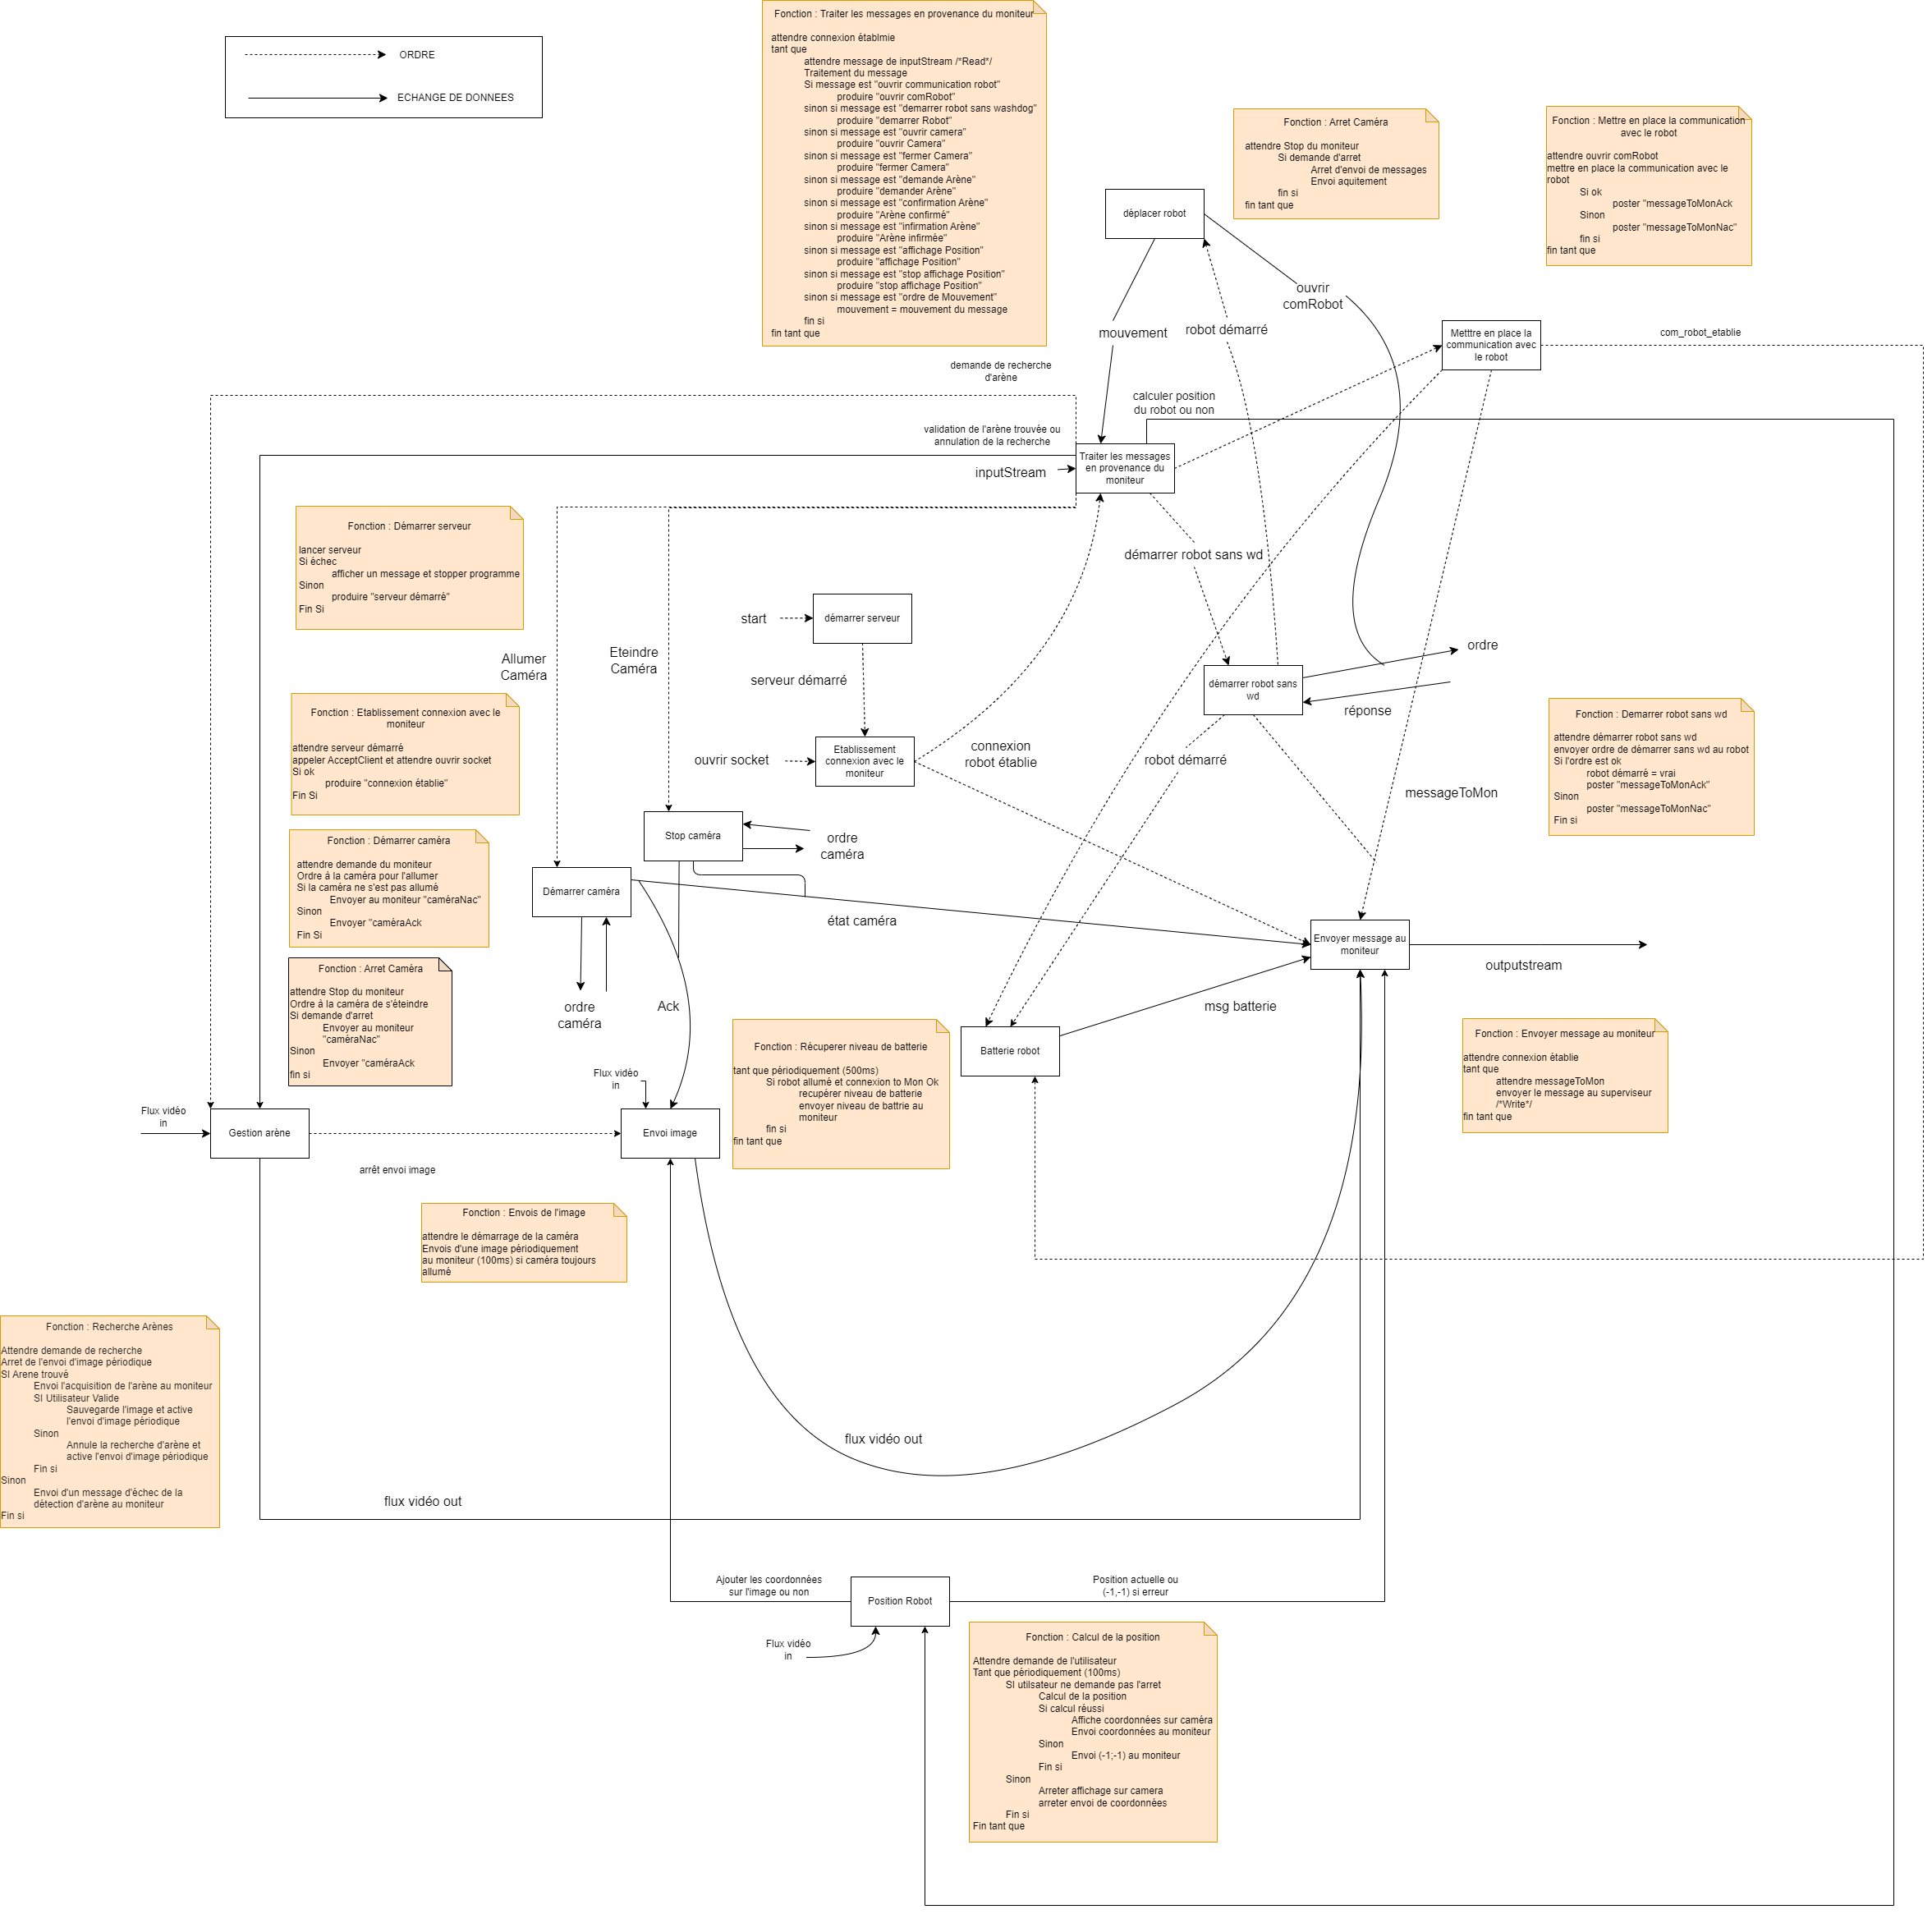 ORDRE
ECHANGE DE DONNEES
Fonction : Traiter les messages en provenance du moniteur
attendre connexion établmie
tant que
attendre message de inputStream /*Read*/
Traitement du message
Si message est "ouvrir communication robot"
produire "ouvrir comRobot"
sinon si message est "demarrer robot sans washdog"
produire "demarrer Robot"
sinon si message est "ouvrir camera"
produire "ouvrir Camera"
sinon si message est "fermer Camera"
produire "fermer Camera"
sinon si message est "demande Arène"
produire "demander Arène"
sinon si message est "confirmation Arène"
produire "Arène confirmé"
sinon si message est "infirmation Arène"
produire "Arène infirmée"
sinon si message est "affichage Position"
produire "affichage Position"
sinon si message est "stop affichage Position"
produire "stop affichage Position"
sinon si message est "ordre de Mouvement"
mouvement = mouvement du message
fin si
fin tant que
Fonction : Arret Caméra
attendre Stop du moniteur
Si demande d'arret
Arret d'envoi de messages
Envoi aquitement
fin si
fin tant que
Fonction : Mettre en place la communication
avec le robot
attendre ouvrir comRobot
mettre en place la communication avec le
robot
Si ok
poster "messageToMonAck
Sinon
poster "messageToMonNac"
fin si
fin tant que
déplacer robot
ouvrir
comRobot
mouvement
robot démarré
Metttre en place la
communication avec
le robot
com_robot_etablie
demande de recherche
d'arène
calculer position
du robot ou non
validation de l'arène trouvée ou
annulation de la recherche
inputStream
Traiter les messages
en provenance du
moniteur
Fonction : Démarrer serveur
lancer serveur
Si échec
afficher un message et stopper programme
Sinon
produire "serveur démarré"
Fin Si
démarrer robot sans wd
start
démarrer serveur
Allumer
Caméra
Eteindre
Caméra
serveur démarré
ordre
démarrer robot sans
wd
réponse
Fonction : Etablissement connexion avec le
moniteur
attendre serveur démarré
appeler AcceptClient et attendre ouvrir socket
Si ok
produire "connexion établie"
Fin Si
Fonction : Demarrer robot sans wd
attendre démarrer robot sans wd
envoyer ordre de démarrer sans wd au robot
Si l'ordre est ok
robot démarré = vrai
poster "messageToMonAck"
Sinon
poster "messageToMonNac"
Fin si
ouvrir socket
Etablissement
connexion avec le
moniteur
connexion
robot établie
robot démarré
messageToMon
Stop caméra
ordre
caméra
Fonction : Démarrer caméra
attendre demande du moniteur
Ordre à la caméra pour l'allumer
Si la caméra ne s'est pas allumé
Envoyer au moniteur "caméraNac"
Sinon
Envoyer "caméraAck
Fin Si
Démarrer caméra
état caméra
Envoyer message au
moniteur
outputstream
Fonction : Arret Caméra
attendre Stop du moniteur
Ordre à la caméra de s'éteindre
Si demande d'arret
Envoyer au moniteur
"caméraNac"
Sinon
Envoyer "caméraAck
fin si
ordre
caméra
Ack
msg batterie
Fonction : Récuperer niveau de batterie
tant que périodiquement (500ms)
Si robot allumé et connexion to Mon Ok
recupérer niveau de batterie
envoyer niveau de battrie au
moniteur
fin si
fin tant que
Batterie robot
Fonction : Envoyer message au moniteur
attendre connexion établie
tant que
attendre messageToMon
envoyer le message au superviseur
/*Write*/
fin tant que
Flux vidéo
in
Flux vidéo
in
Gestion arène
Envoi image
arrêt envoi image
Fonction : Envois de l'image
attendre le démarrage de la caméra
Envois d'une image périodiquement
au moniteur (100ms) si caméra toujours
allumé
Fonction : Recherche Arènes
Attendre demande de recherche
Arret de l'envoi d'image périodique
SI Arene trouvé
Envoi l'acquisition de l'arène au moniteur
SI Utilisateur Valide
Sauvegarde l'image et active
l'envoi d'image périodique
Sinon
Annule la recherche d'arène et
active l'envoi d'image périodique
Fin si
Sinon
Envoi d'un message d'échec de la
détection d'arène au moniteur
Fin si
flux vidéo out
flux vidéo out
Ajouter les coordonnées
sur l'image ou non
Position Robot
Position actuelle ou
(-1,-1) si erreur
Flux vidéo
in
Fonction : Calcul de la position
Attendre demande de l'utilisateur
Tant que périodiquement (100ms)
SI utilsateur ne demande pas l'arret
Calcul de la position
Si calcul réussi
Affiche coordonnées sur caméra
Envoi coordonnées au moniteur
Sinon
Envoi (-1;-1) au moniteur
Fin si
Sinon
Arreter affichage sur camera
arreter envoi de coordonnées
Fin si
Fin tant que